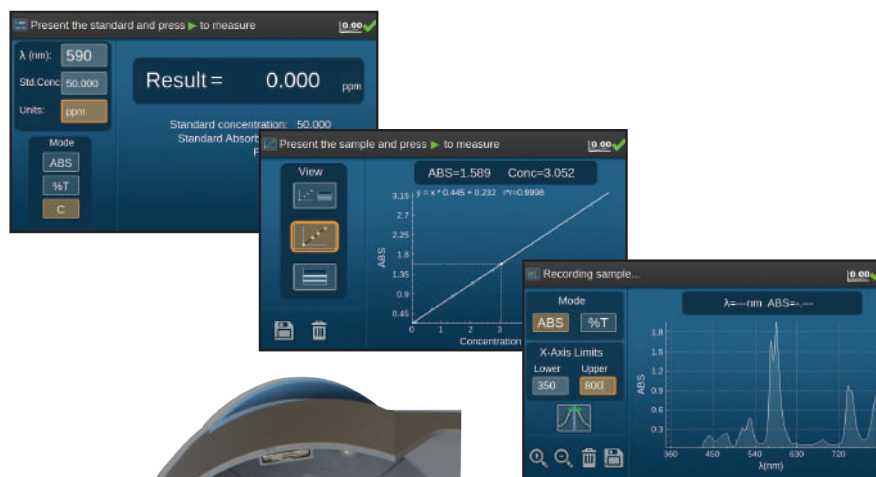 Present the standard and press ▶ to measure
0.00
λ (nm): 590
Std.Conc: 50.000
Units: ppm
Mode
ABS
%T
C
Result = 0.000 ppm
Standard concentration: 50.000
Standard Absorb
Present the sample and press ▶ to measure
0.00
View
ABS=1.589 Conc=3.052
y = x * 0.445 + 0.232 r*r=0.9998
3.15
2.7
2.25
1.8
1.35
0.9
0.45
ABS
0 1 2 3
Concentration
Recording sample...
0.00
Mode
ABS %T
X-Axis Limits
Lower Upper
350 800
λ=---nm ABS=-.---
1.8
1.5
1.2
0.9
0.6
0.3
ABS
360 450 540 630 720
λ(nm)